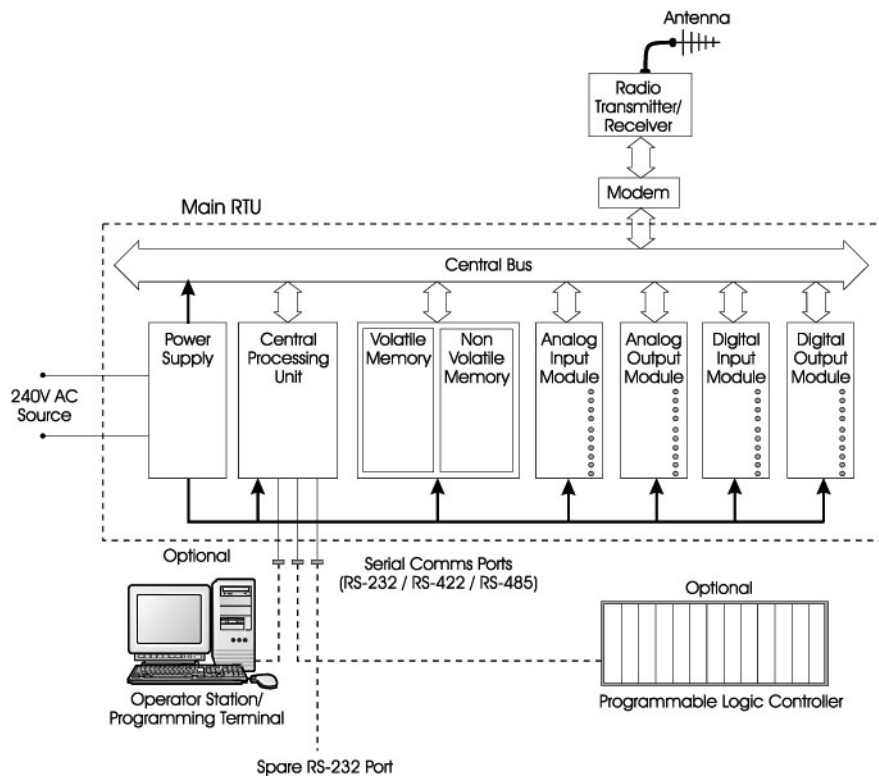 Antenna
Radio
Transmitter/
Receiver
Modem
Main RTU
Central Bus
Power
Supply
Central
Processing
Unit
Volatile
Memory
Non
Volatile
Memory
Analog
Input
Module
Analog
Output
Module
Digital
Input
Module
Digital
Output
Module
240V AC
Source
Optional
Serial Comms Ports
(RS-232 / RS-422 / RS-485)
Optional
Operator Station/
Programming Terminal
Programmable Logic Controller
Spare RS-232 Port